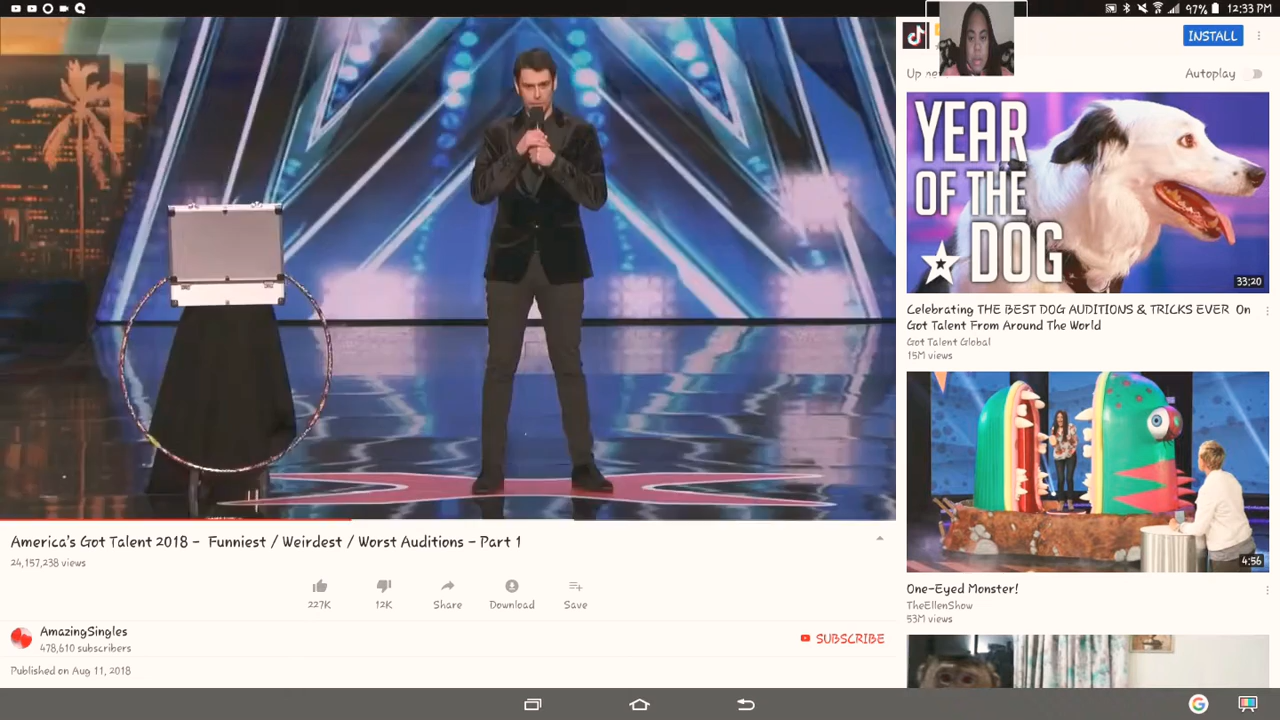 97% 12:33 PM
INSTALL
Autoplay
YEAR
OF THE
DOG
33:20
Celebrating THE BEST DOG AUDITIONS & TRICKS EVER On
Got Talent From Around The World
Got Talent Global
15M views
4:56
One-Eyed Monster!
TheEllenShow
53M views
America's Got Talent 2018 - Funniest / Weirdest / Worst Auditions - Part 1
24,157,238 views
227K
12K
Share
Download
Save
AmazingSingles
478,610 subscribers
SUBSCRIBE
Published on Aug 11, 2018